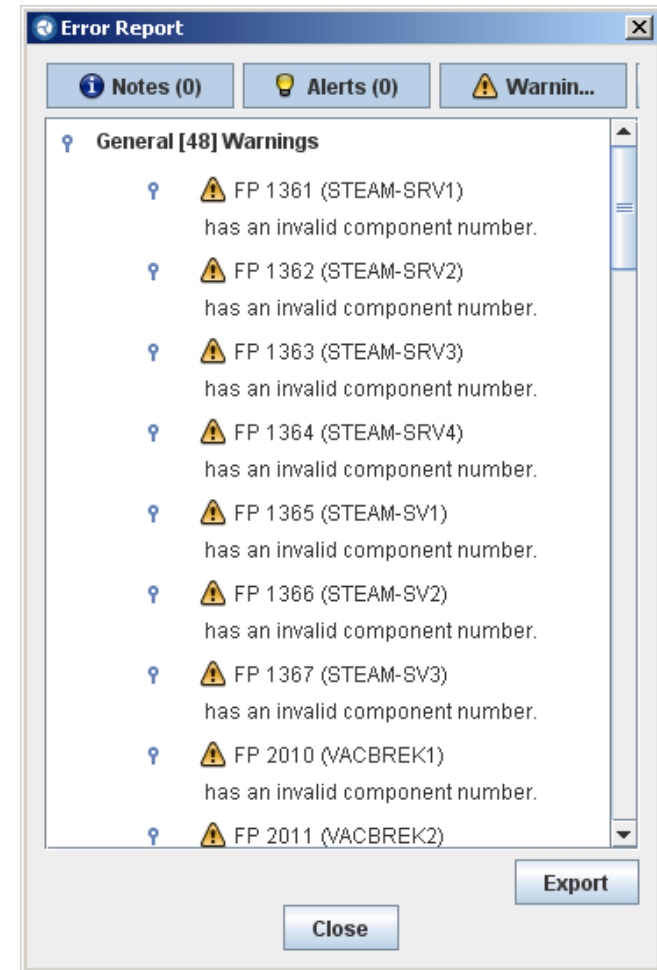 Error Report
Notes (0) Alerts (0) Warnin...
General [48] Warnings
FP 1361 (STEAM-SRV1)
has an invalid component number.
FP 1362 (STEAM-SRV2)
has an invalid component number.
FP 1363 (STEAM-SRV3)
has an invalid component number.
FP 1364 (STEAM-SRV4)
has an invalid component number.
FP 1365 (STEAM-SV1)
has an invalid component number.
FP 1366 (STEAM-SV2)
has an invalid component number.
FP 1367 (STEAM-SV3)
has an invalid component number.
FP 2010 (VACBREK1)
has an invalid component number.
FP 2011 (VACBREK2)
Export
Close